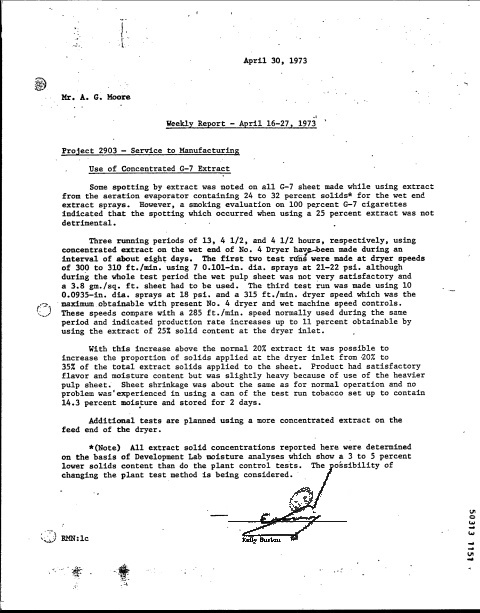 April 30, 1973
Mr. A. G. Moore
Weekly Report - April 16-27, 1973
Project 2903 - Service to Manufacturing
Use of Concentrated G-7 Extract
Some spotting by extract was noted on all G-7 sheet made while using extract
from the aeration evaporator containing 24 to 32 percent solids* for the wet end
extract sprays. However, a smoking evaluation on 100 percent G-7 cigarettes
indicated that the spotting which occurred when using a 25 percent extract was not
detrimental.
Three running periods of 13, 4 1/2, and 4 1/2 hours, respectively, using
concentrated extract on the wet end of No. 4 Dryer have been made during an
interval of about eight days. The first two test runs were made at dryer speeds
of 300 to 310 ft./min. using 7 0.101-in. dia. sprays at 21-22 psi. although
during the whole test period the wet pulp sheet was not very satisfactory and
a 3.8 gm./sq. ft. sheet had to be used. The third test run was made using 10
0.0935-in. dia. sprays at 18 psi. and a 315 ft./min. dryer speed which was the
maximum obtainable with present No. 4 dryer and wet machine speed controls.
These speeds compare with a 285 ft./min. speed normally used during the same
period and indicated production rate increases up to 11 percent obtainable by
using the extract of 25% solid content at the dryer inlet.
With this increase above the normal 20% extract it was possible to
increase the proportion of solids applied at the dryer inlet from 20% to
35% of the total extract solids applied to the sheet. Product had satisfactory
flavor and moisture content but was slightly heavy because of use of the heavier
pulp sheet. Sheet shrinkage was about the same as for normal operation and no
problem was experienced in using a can of the test run tobacco set up to contain
14.3 percent moisture and stored for 2 days.
Additional tests are planned using a more concentrated extract on the
feed end of the dryer.
*(Note) All extract solid concentrations reported here were determined
on the basis of Development Lab moisture analyses which show a 3 to 5 percent
lower solids content than do the plant control tests. The possibility of
changing the plant test method is being considered.
RMN:lc
50313 1151